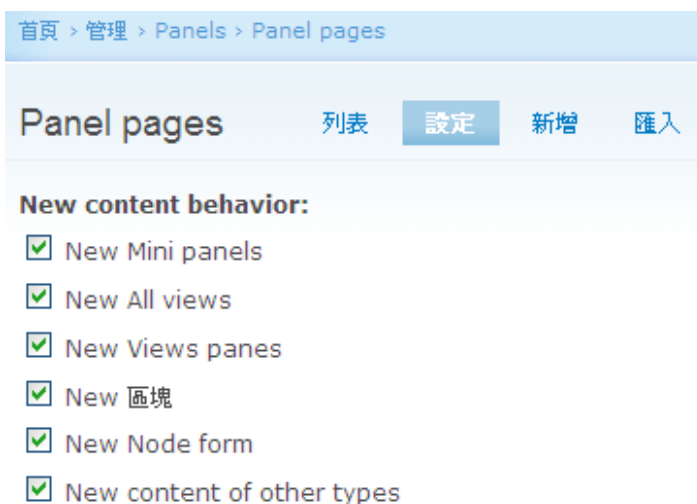 首頁 › 管理 › Panels › Panel pages
Panel pages 列表 設定 新增 匯入
New content behavior:
New Mini panels
New All views
New Views panes
New 區塊
New Node form
New content of other types